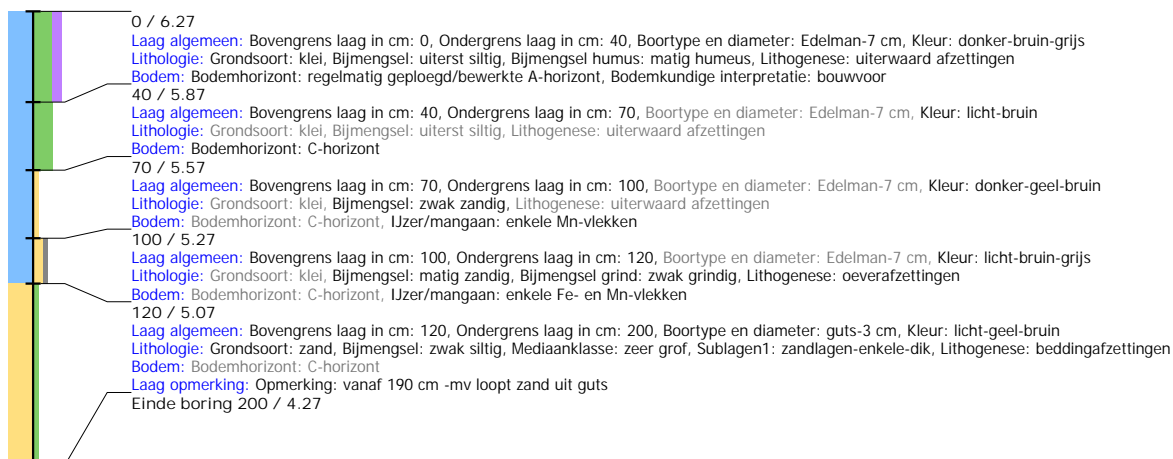 0 / 6.27
Laag algemeen: Bovengrens laag in cm: 0, Ondergrens laag in cm: 40, Boortype en diameter: Edelman-7 cm, Kleur: donker-bruin-grijs
Lithologie: Grondsoort: klei, Bijmengsel: uiterst siltig, Bijmengsel humus: matig humeus, Lithogenese: uiterwaard afzettingen
Bodem: Bodemhorizont: regelmatig geploegd/bewerkte A-horizont, Bodemkundige interpretatie: bouwvoor
40 / 5.87
Laag algemeen: Bovengrens laag in cm: 40, Ondergrens laag in cm: 70, Boortype en diameter: Edelman-7 cm, Kleur: licht-bruin
Lithologie: Grondsoort: klei, Bijmengsel: uiterst siltig, Lithogenese: uiterwaard afzettingen
Bodem: Bodemhorizont: C-horizont
70 / 5.57
Laag algemeen: Bovengrens laag in cm: 70, Ondergrens laag in cm: 100, Boortype en diameter: Edelman-7 cm, Kleur: donker-geel-bruin
Lithologie: Grondsoort: klei, Bijmengsel: zwak zandig, Lithogenese: uiterwaard afzettingen
Bodem: Bodemhorizont: C-horizont, IJzer/mangaan: enkele Mn-vlekken
100 / 5.27
Laag algemeen: Bovengrens laag in cm: 100, Ondergrens laag in cm: 120, Boortype en diameter: Edelman-7 cm, Kleur: licht-bruin-grijs
Lithologie: Grondsoort: klei, Bijmengsel: matig zandig, Bijmengsel grind: zwak grindig, Lithogenese: oeverafzettingen
Bodem: Bodemhorizont: C-horizont, IJzer/mangaan: enkele Fe- en Mn-vlekken
120 / 5.07
Laag algemeen: Bovengrens laag in cm: 120, Ondergrens laag in cm: 200, Boortype en diameter: guts-3 cm, Kleur: licht-geel-bruin
Lithologie: Grondsoort: zand, Bijmengsel: zwak siltig, Mediaanklasse: zeer grof, Sublagen1: zandlagen-enkele-dik, Lithogenese: beddingafzettingen
Bodem: Bodemhorizont: C-horizont
Laag opmerking: Opmerking: vanaf 190 cm -mv loopt zand uit guts
Einde boring 200 / 4.27